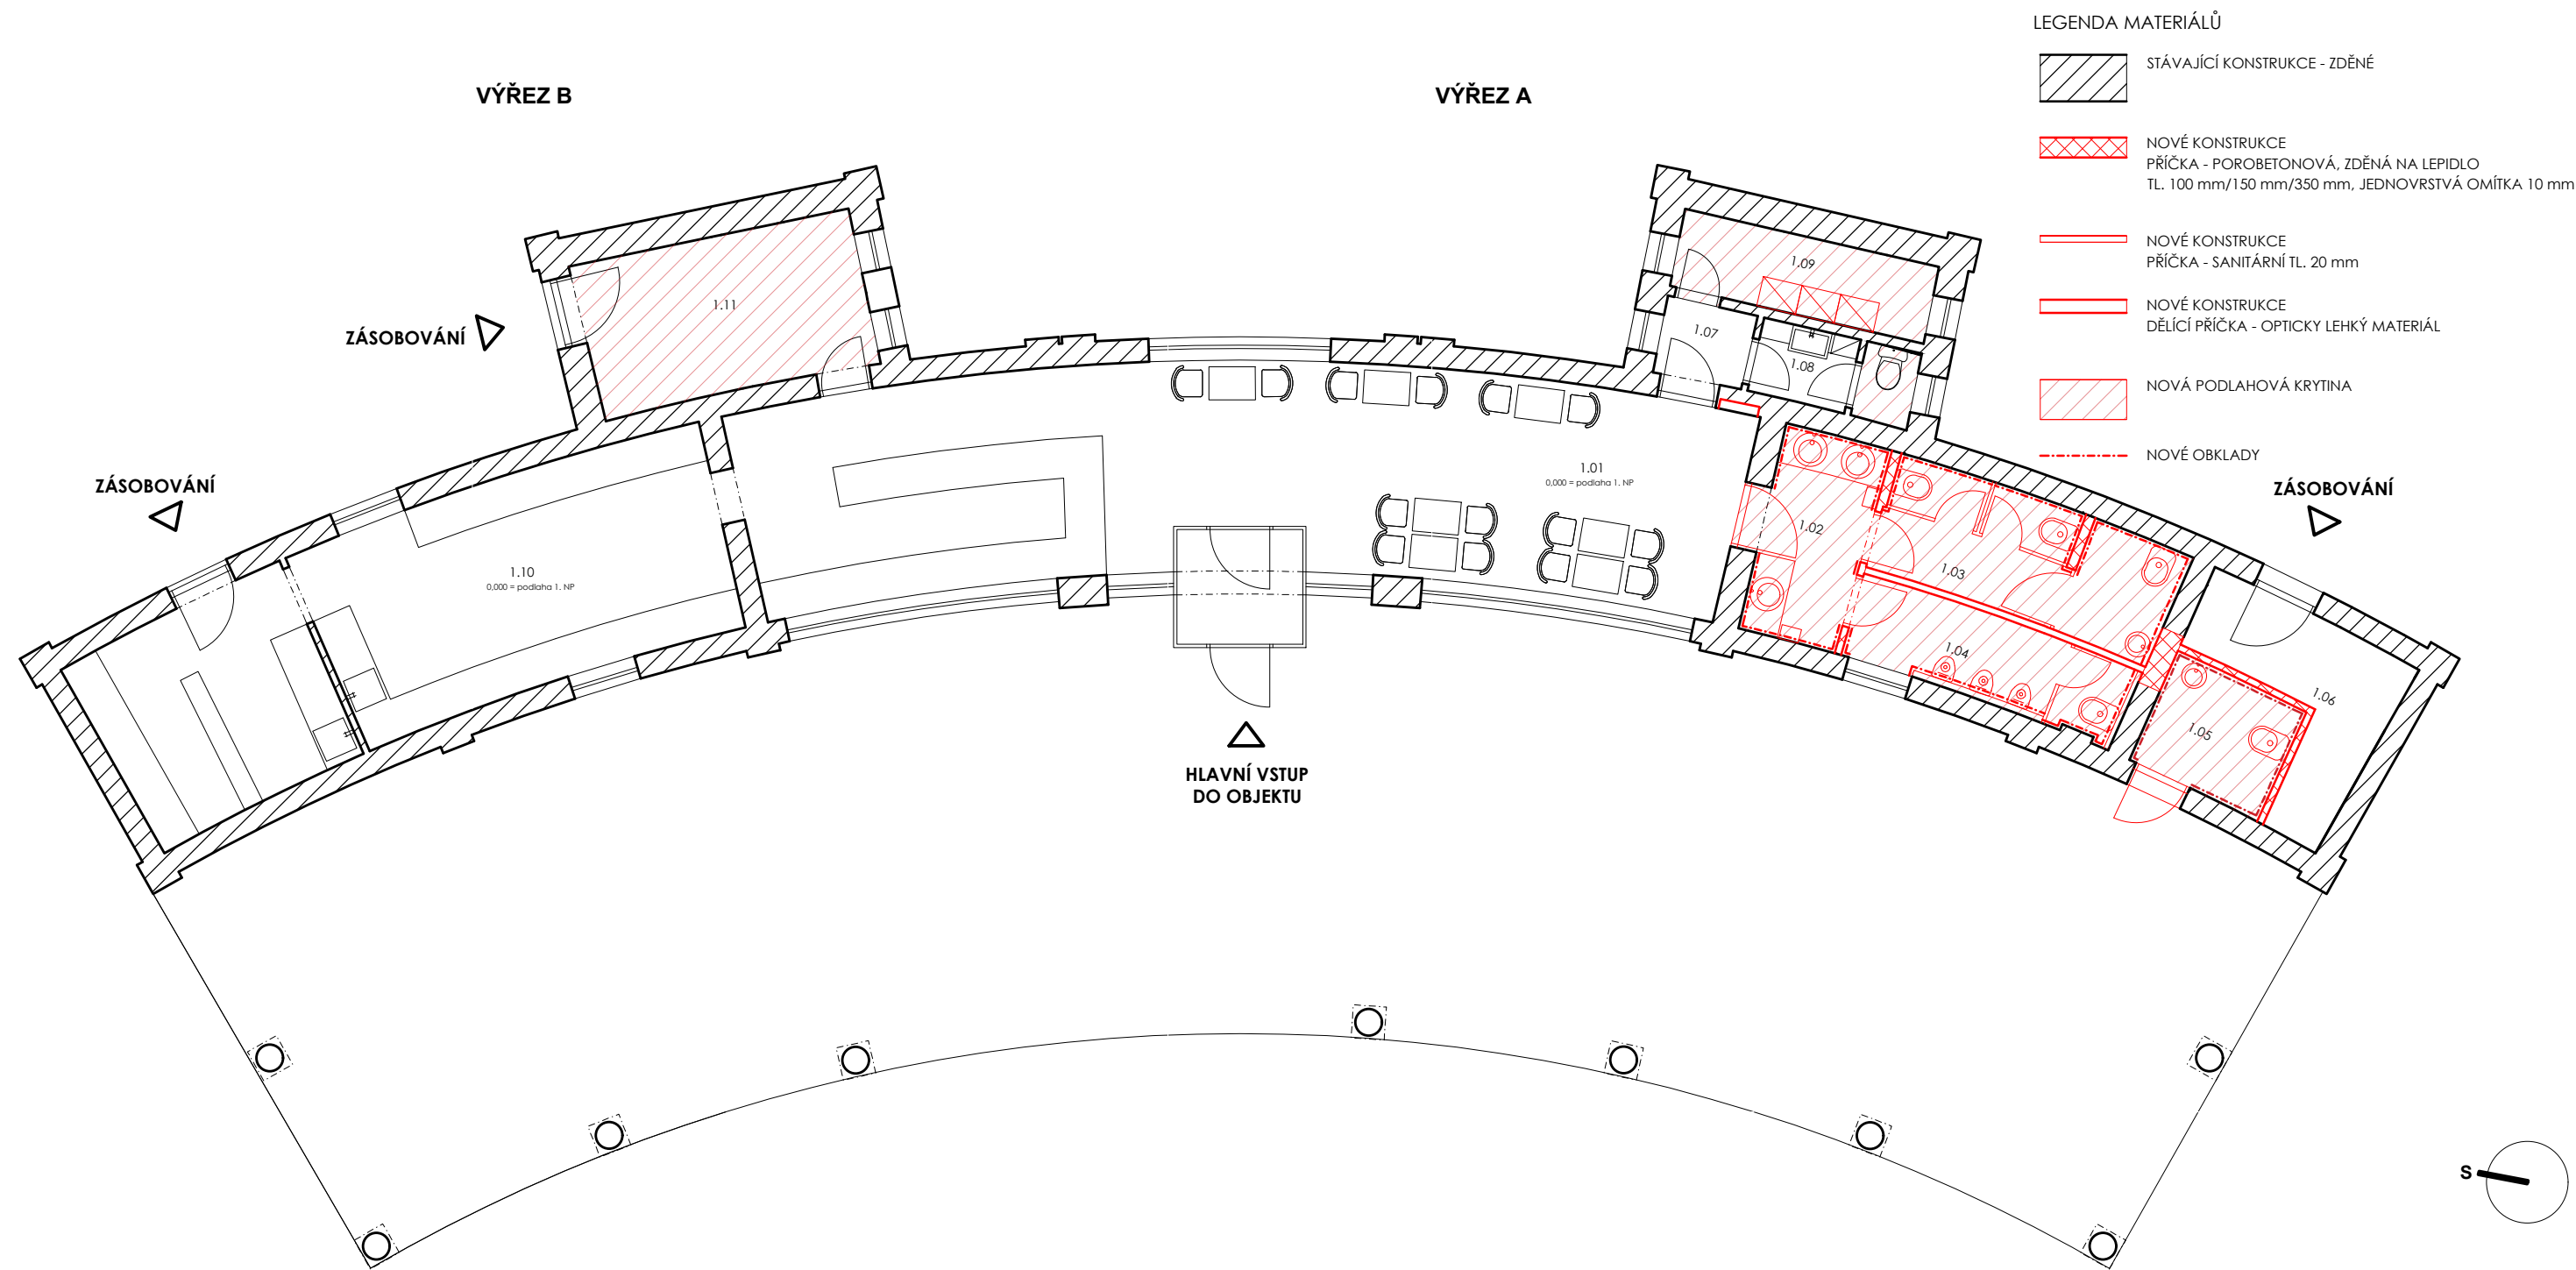 LEGENDA MATERIÁLŮ
STÁVAJÍCÍ KONSTRUKCE - ZDĚNÉ
NOVÉ KONSTRUKCE
PŘÍČKA - POROBETONOVÁ, ZDĚNÁ NA LEPIDLO
TL. 100 mm/150 mm/350 mm, JEDNOVRSTVÁ OMÍTKA 10 mm
NOVÉ KONSTRUKCE
PŘÍČKA - SANITÁRNÍ TL. 20 mm
NOVÉ KONSTRUKCE
DĚLÍCÍ PŘÍČKA - OPTICKY LEHKÝ MATERIÁL
NOVÁ PODLAHOVÁ KRYTINA
NOVÉ OBKLADY
VÝŘEZ B
VÝŘEZ A
1.11
1.09
1.07
1.08
ZÁSOBOVÁNÍ
ZÁSOBOVÁNÍ
ZÁSOBOVÁNÍ
1.01
0,000 = podlaha 1. NP
1.02
1.03
1.04
1.05
1.06
1.10
0,000 = podlaha 1. NP
HLAVNÍ VSTUP
DO OBJEKTU
S